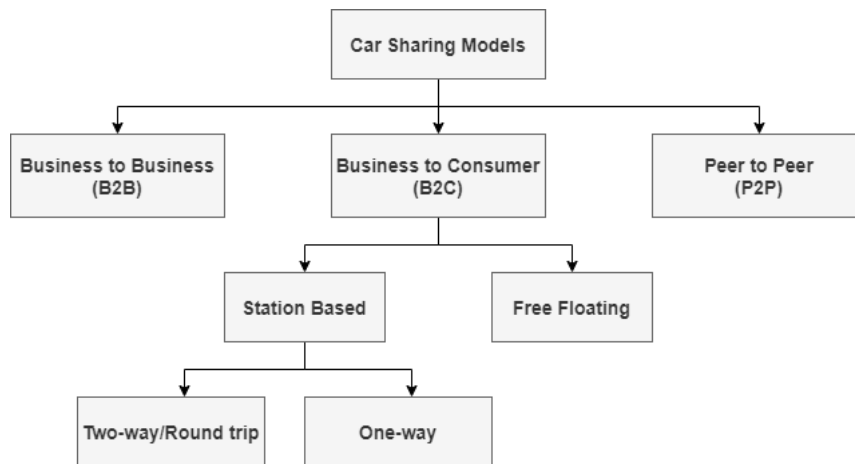 Car Sharing Models
Business to Business
(B2B)
Business to Consumer
(B2C)
Peer to Peer
(P2P)
Station Based
Free Floating
Two-way/Round trip
One-way